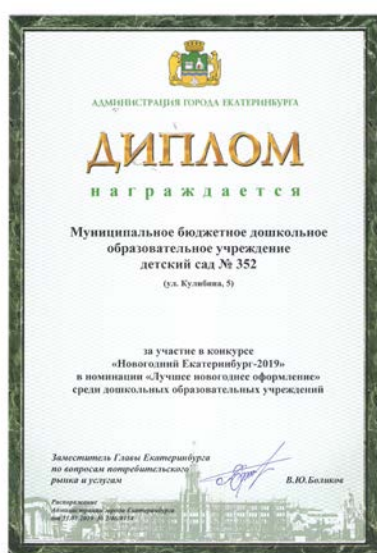 АДМИНИСТРАЦИЯ ГОРОДА ЕКАТЕРИНБУРГА
ДИПЛОМ
награждается
Муниципальное бюджетное дошкольное
образовательное учреждение
детский сад № 352
(ул. Кулибина, 5)
за участие в конкурсе
«Новогодний Екатеринбург-2019»
в номинации «Лучшее новогоднее оформление»
среди дошкольных образовательных учреждений
Заместитель Главы Екатеринбурга
по вопросам потребительского
рынка и услугам
В.Ю.Боликов
Распоряжение
Администрации города Екатеринбурга